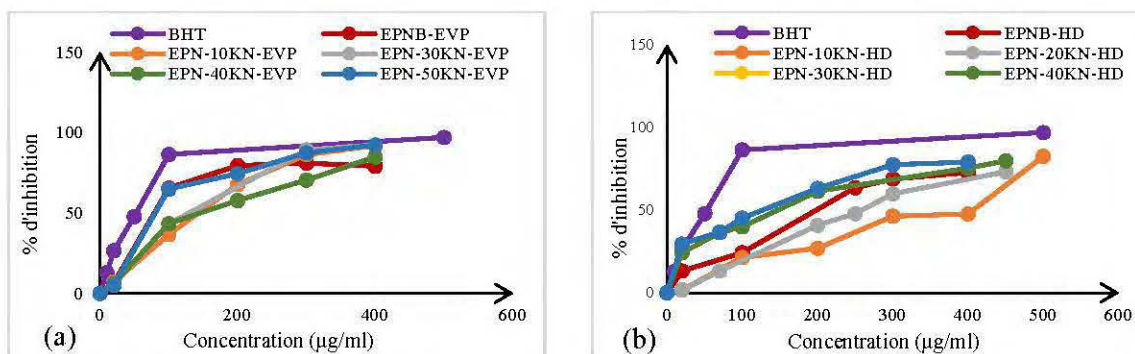 BHT EPNB-EVP
EPN-10KN-EVP EPN-30KN-EVP
EPN-40KN-EVP EPN-50KN-EVP
150
100
50
0
% d'inhibition
0 200 400 600
Concentration (µg/ml)
(a)
BHT EPNB-HD
EPN-10KN-HD EPN-20KN-HD
EPN-30KN-HD EPN-40KN-HD
150
100
50
0
% d'inhibition
0 100 200 300 400 500 600
Concentration (µg/ml)
(b)